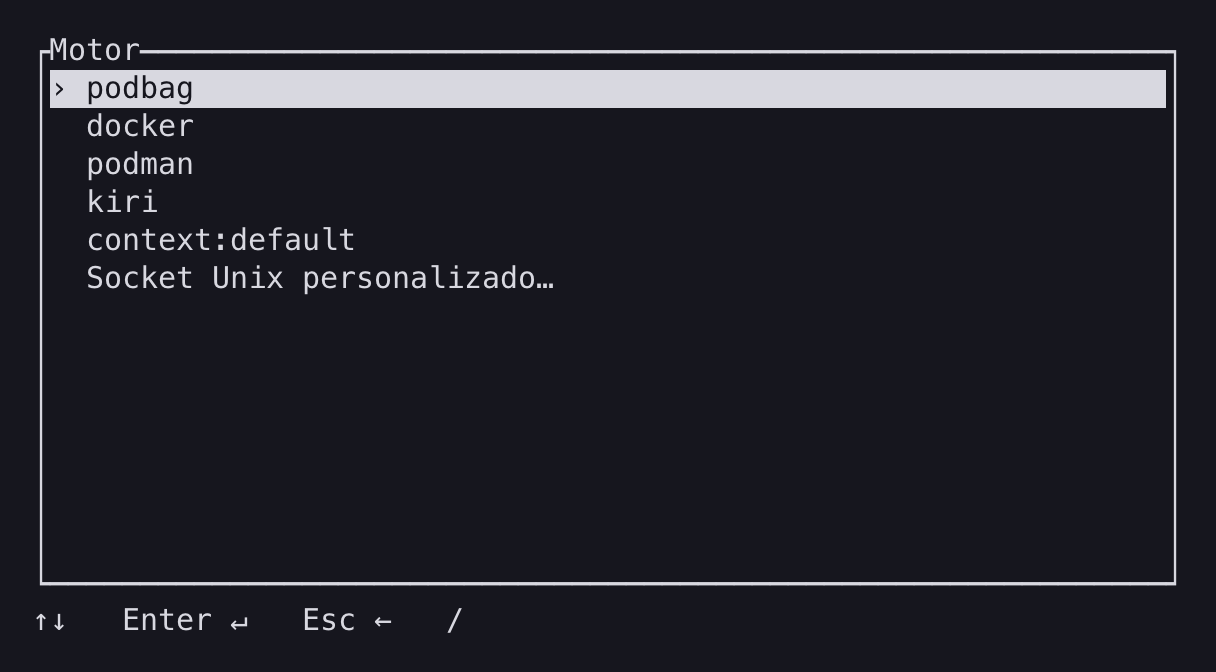 Motor
› podbag
docker
podman
kiri
context:default
Socket Unix personalizado…
↑↓ Enter ↵ Esc ← /